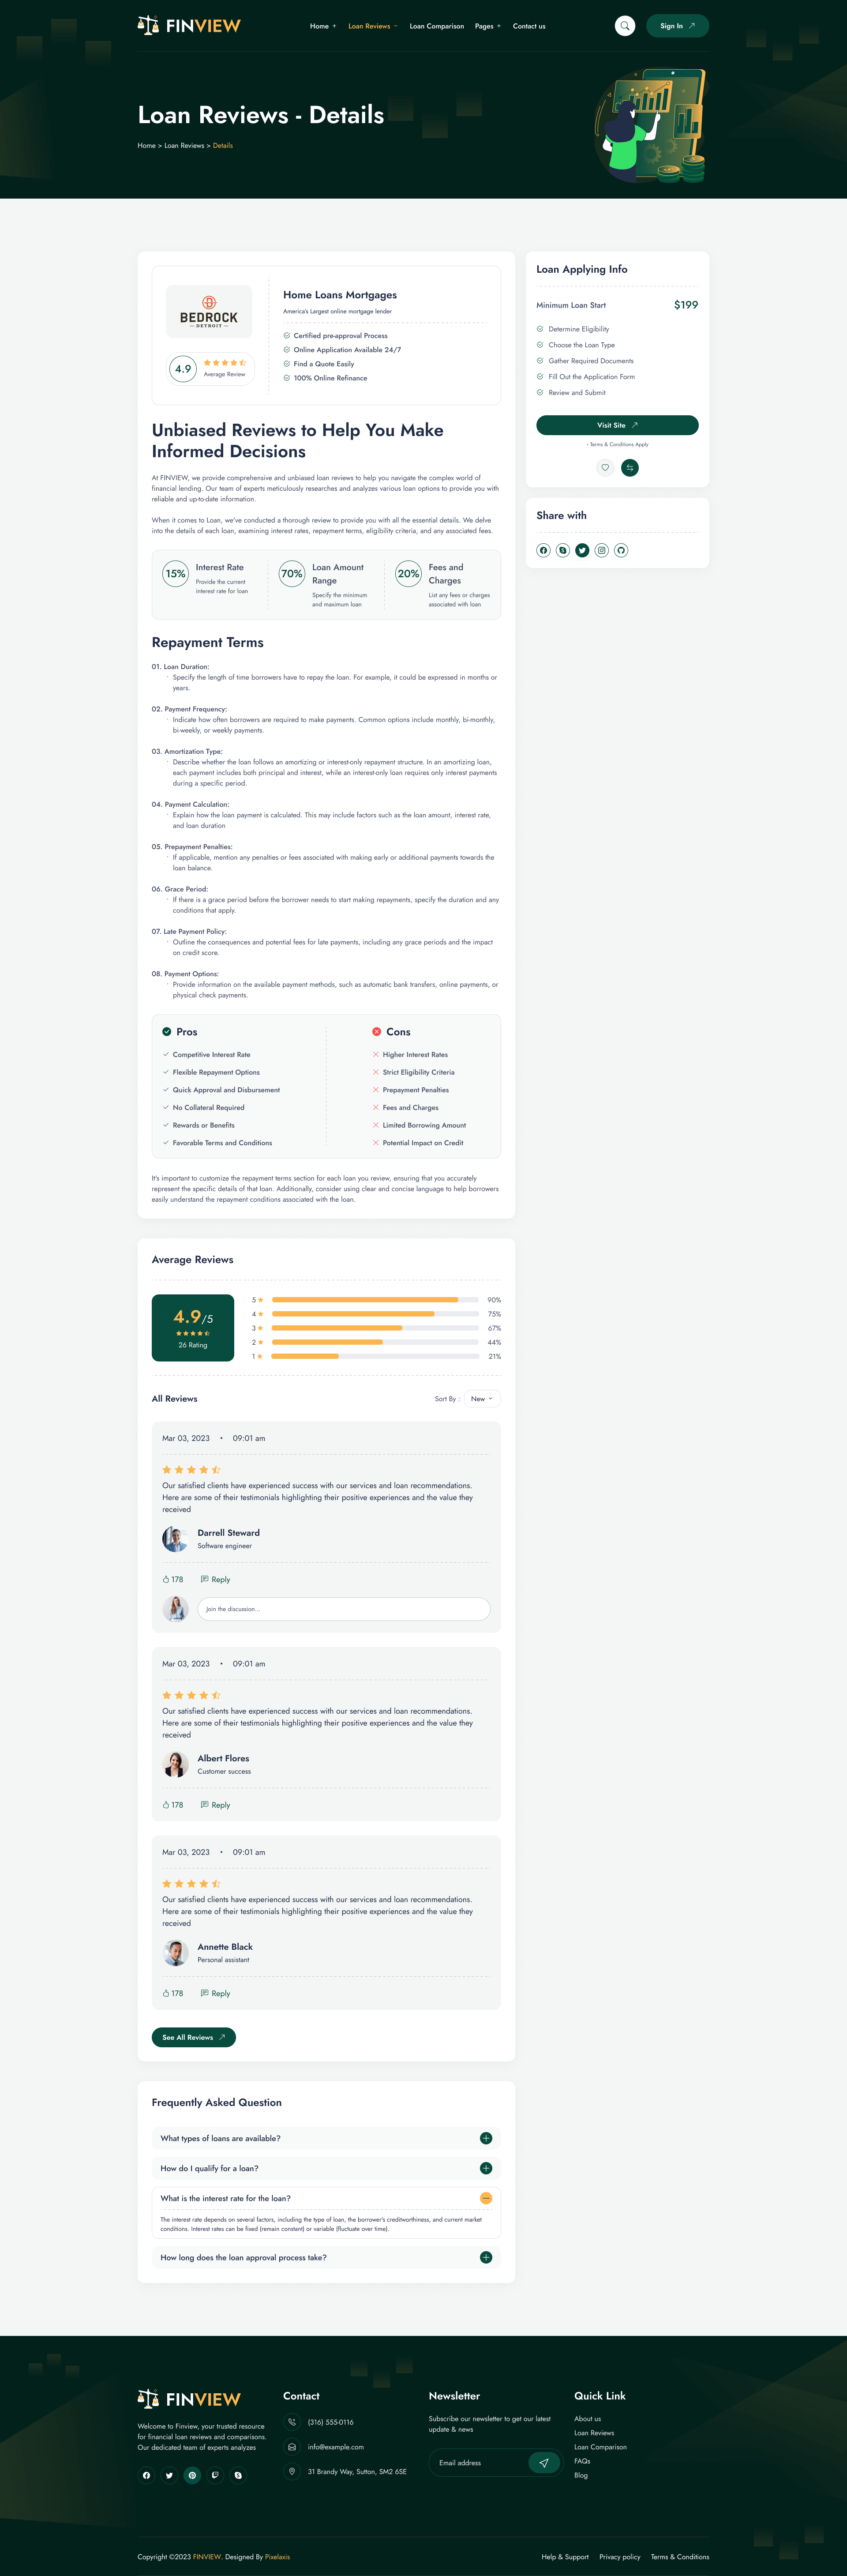 FINVIEW
Home + Loan Reviews − Loan Comparison Pages + Contact us
Sign In
Loan Reviews - Details
Home > Loan Reviews > Details
BEDROCK
- DETROIT -
4.9
Average Review
Home Loans Mortgages
America's Largest online mortgage lender
Certified pre-approval Process
Online Application Available 24/7
Find a Quote Easily
100% Online Refinance
Unbiased Reviews to Help You Make
Informed Decisions
At FINVIEW, we provide comprehensive and unbiased loan reviews to help you navigate the complex world of
financial lending. Our team of experts meticulously researches and analyzes various loan options to provide you with
reliable and up-to-date information.
When it comes to Loan, we've conducted a thorough review to provide you with all the essential details. We delve
into the details of each loan, examining interest rates, repayment terms, eligibility criteria, and any associated fees.
15%
Interest Rate
Provide the current
interest rate for loan
70%
Loan Amount
Range
Specify the minimum
and maximum loan
20%
Fees and
Charges
List any fees or charges
associated with loan
Repayment Terms
01. Loan Duration:
· Specify the length of time borrowers have to repay the loan. For example, it could be expressed in months or
years.
02. Payment Frequency:
· Indicate how often borrowers are required to make payments. Common options include monthly, bi-monthly,
bi-weekly, or weekly payments.
03. Amortization Type:
· Describe whether the loan follows an amortizing or interest-only repayment structure. In an amortizing loan,
each payment includes both principal and interest, while an interest-only loan requires only interest payments
during a specific period.
04. Payment Calculation:
· Explain how the loan payment is calculated. This may include factors such as the loan amount, interest rate,
and loan duration
05. Prepayment Penalties:
· If applicable, mention any penalties or fees associated with making early or additional payments towards the
loan balance.
06. Grace Period:
· If there is a grace period before the borrower needs to start making repayments, specify the duration and any
conditions that apply.
07. Late Payment Policy:
· Outline the consequences and potential fees for late payments, including any grace periods and the impact
on credit score.
08. Payment Options:
· Provide information on the available payment methods, such as automatic bank transfers, online payments, or
physical check payments.
Pros
Competitive Interest Rate
Flexible Repayment Options
Quick Approval and Disbursement
No Collateral Required
Rewards or Benefits
Favorable Terms and Conditions
Cons
Higher Interest Rates
Strict Eligibility Criteria
Prepayment Penalties
Fees and Charges
Limited Borrowing Amount
Potential Impact on Credit
It's important to customize the repayment terms section for each loan you review, ensuring that you accurately
represent the specific details of that loan. Additionally, consider using clear and concise language to help borrowers
easily understand the repayment conditions associated with the loan.
Loan Applying Info
Minimum Loan Start $199
Determine Eligibility
Choose the Loan Type
Gather Required Documents
Fill Out the Application Form
Review and Submit
Visit Site
- Terms & Conditions Apply
Share with
Average Reviews
4.9/5
26 Rating
5 90%
4 75%
3 67%
2 44%
1 21%
All Reviews
Sort By : New
Mar 03, 2023 • 09:01 am
Our satisfied clients have experienced success with our services and loan recommendations.
Here are some of their testimonials highlighting their positive experiences and the value they
received
Darrell Steward
Software engineer
178 Reply
Join the discussion...
Mar 03, 2023 • 09:01 am
Our satisfied clients have experienced success with our services and loan recommendations.
Here are some of their testimonials highlighting their positive experiences and the value they
received
Albert Flores
Customer success
178 Reply
Mar 03, 2023 • 09:01 am
Our satisfied clients have experienced success with our services and loan recommendations.
Here are some of their testimonials highlighting their positive experiences and the value they
received
Annette Black
Personal assistant
178 Reply
See All Reviews
Frequently Asked Question
What types of loans are available?
How do I qualify for a loan?
What is the interest rate for the loan?
The interest rate depends on several factors, including the type of loan, the borrower's creditworthiness, and current market
conditions. Interest rates can be fixed (remain constant) or variable (fluctuate over time).
How long does the loan approval process take?
FINVIEW
Welcome to Finview, your trusted resource
for financial loan reviews and comparisons.
Our dedicated team of experts analyzes
Contact
(316) 555-0116
info@example.com
31 Brandy Way, Sutton, SM2 6SE
Newsletter
Subscribe our newsletter to get our latest
update & news
Email address
Quick Link
About us
Loan Reviews
Loan Comparison
FAQs
Blog
Copyright ©2023 FINVIEW. Designed By Pixelaxis
Help & Support Privacy policy Terms & Conditions